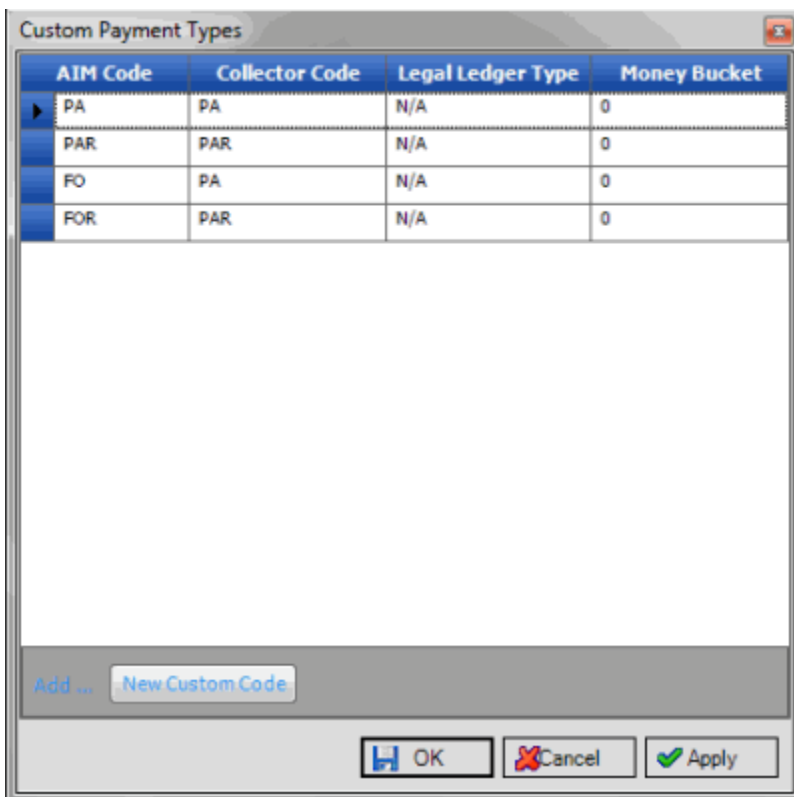 Custom Payment Types
AIM Code Collector Code Legal Ledger Type Money Bucket
PA PA N/A 0
PAR PAR N/A 0
FO PA N/A 0
FOR PAR N/A 0
Add ... New Custom Code
OK Cancel Apply